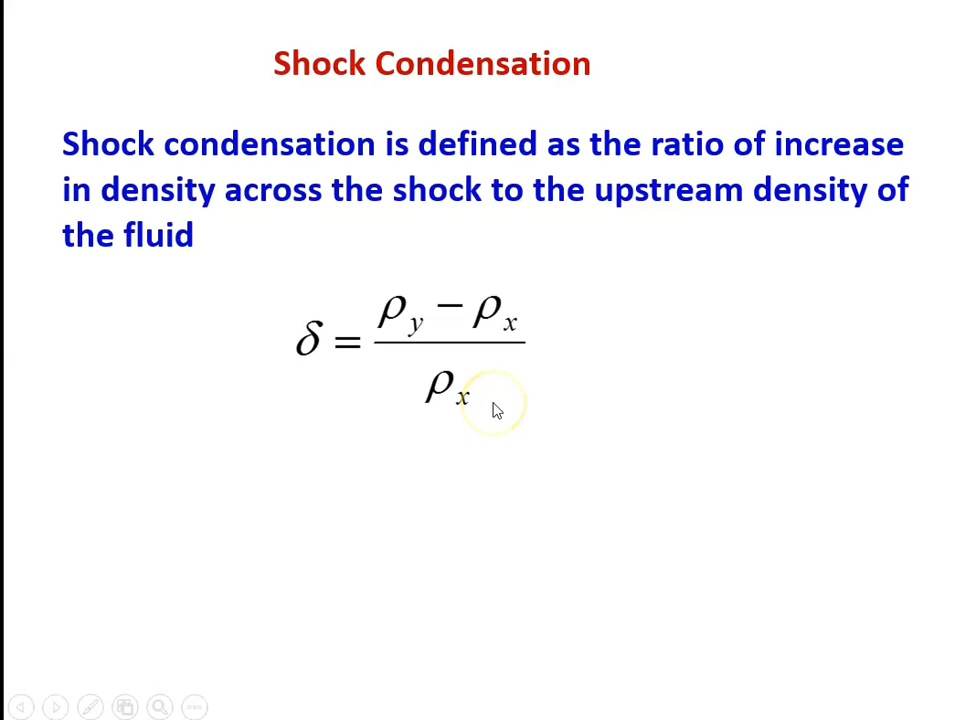 Shock Condensation
Shock condensation is defined as the ratio of increase
in density across the shock to the upstream density of
the fluid
δ = (ρ_y − ρ_x) / ρ_x